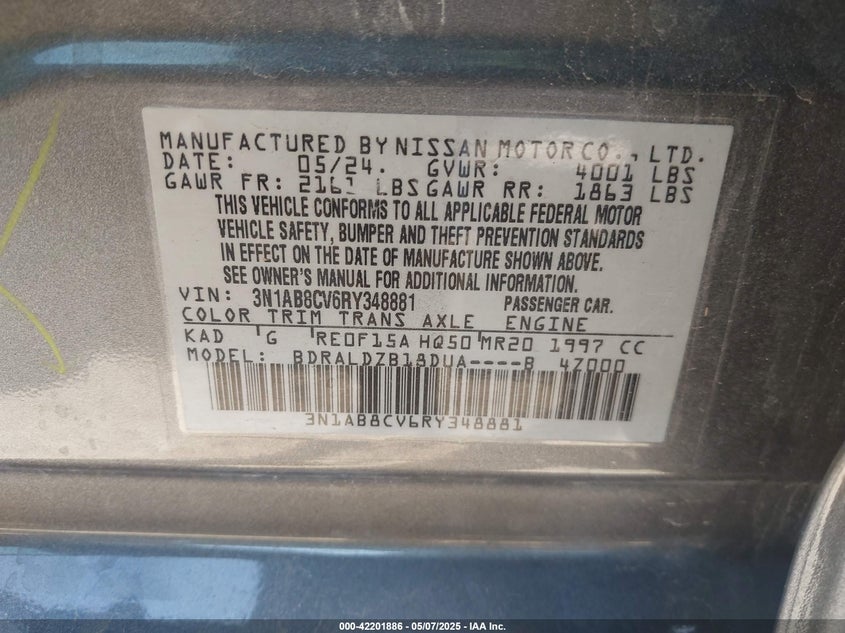 MANUFACTURED BY NISSAN MOTOR CO., LTD.
DATE: 05/24. GVWR: 4001 LBS
GAWR FR: 2161 LBS GAWR RR: 1863 LBS
THIS VEHICLE CONFORMS TO ALL APPLICABLE FEDERAL MOTOR
VEHICLE SAFETY, BUMPER AND THEFT PREVENTION STANDARDS
IN EFFECT ON THE DATE OF MANUFACTURE SHOWN ABOVE.
SEE OWNER'S MANUAL FOR ADDITIONAL INFORMATION.
VIN: 3N1AB8CV6RY348881 PASSENGER CAR.
COLOR TRIM TRANS AXLE ENGINE
KAD G RE0F15A HQ50 MR20 1997 CC
MODEL: BDRALDZB18DUA----B 4Z000
3N1AB8CV6RY348881
000-42201886 - 05/07/2025 - IAA Inc.